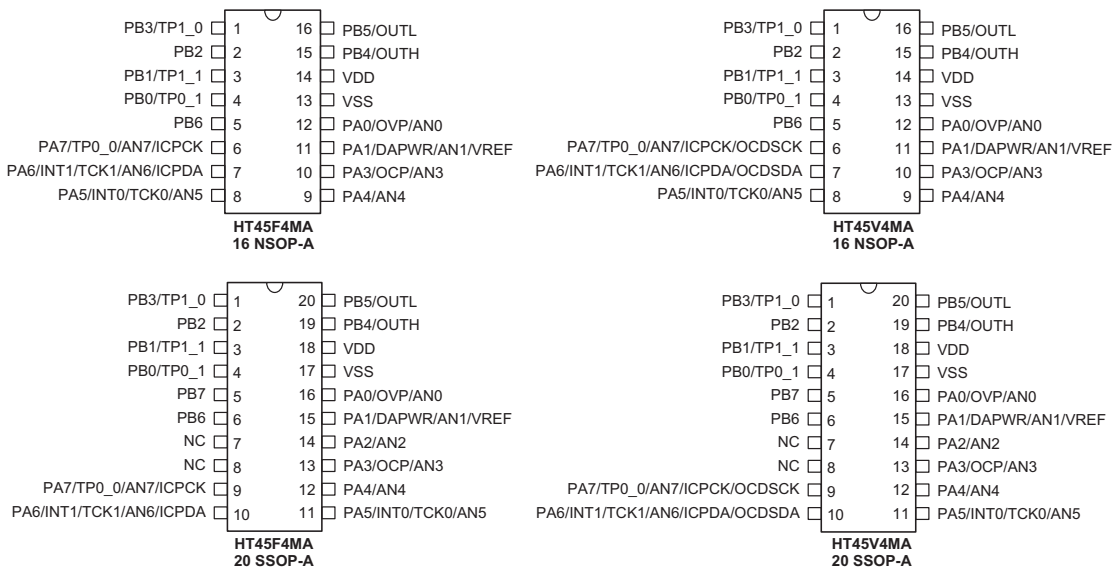 PB3/TP1_0 1 16 PB5/OUTL
PB2 2 15 PB4/OUTH
PB1/TP1_1 3 14 VDD
PB0/TP0_1 4 13 VSS
PB6 5 12 PA0/OVP/AN0
PA7/TP0_0/AN7/ICPCK 6 11 PA1/DAPWR/AN1/VREF
PA6/INT1/TCK1/AN6/ICPDA 7 10 PA3/OCP/AN3
PA5/INT0/TCK0/AN5 8 9 PA4/AN4
HT45F4MA
16 NSOP-A
PB3/TP1_0 1 16 PB5/OUTL
PB2 2 15 PB4/OUTH
PB1/TP1_1 3 14 VDD
PB0/TP0_1 4 13 VSS
PB6 5 12 PA0/OVP/AN0
PA7/TP0_0/AN7/ICPCK/OCDSCK 6 11 PA1/DAPWR/AN1/VREF
PA6/INT1/TCK1/AN6/ICPDA/OCDSDA 7 10 PA3/OCP/AN3
PA5/INT0/TCK0/AN5 8 9 PA4/AN4
HT45V4MA
16 NSOP-A
PB3/TP1_0 1 20 PB5/OUTL
PB2 2 19 PB4/OUTH
PB1/TP1_1 3 18 VDD
PB0/TP0_1 4 17 VSS
PB7 5 16 PA0/OVP/AN0
PB6 6 15 PA1/DAPWR/AN1/VREF
NC 7 14 PA2/AN2
NC 8 13 PA3/OCP/AN3
PA7/TP0_0/AN7/ICPCK 9 12 PA4/AN4
PA6/INT1/TCK1/AN6/ICPDA 10 11 PA5/INT0/TCK0/AN5
HT45F4MA
20 SSOP-A
PB3/TP1_0 1 20 PB5/OUTL
PB2 2 19 PB4/OUTH
PB1/TP1_1 3 18 VDD
PB0/TP0_1 4 17 VSS
PB7 5 16 PA0/OVP/AN0
PB6 6 15 PA1/DAPWR/AN1/VREF
NC 7 14 PA2/AN2
NC 8 13 PA3/OCP/AN3
PA7/TP0_0/AN7/ICPCK/OCDSCK 9 12 PA4/AN4
PA6/INT1/TCK1/AN6/ICPDA/OCDSDA 10 11 PA5/INT0/TCK0/AN5
HT45V4MA
20 SSOP-A